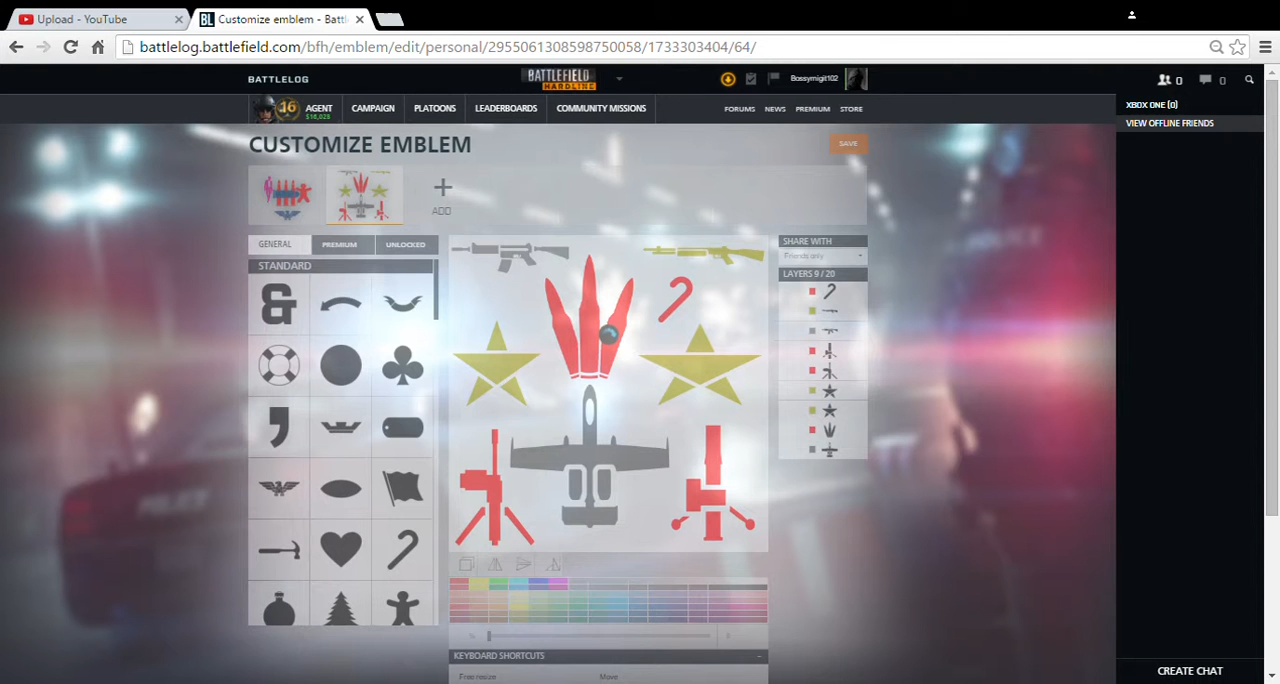 Upload - YouTube
BL Customize emblem - Battl
battlelog.battlefield.com/bfh/emblem/edit/personal/2955061308598750058/1733303404/64/
BATTLELOG
BATTLEFIELD
HARDLINE
Bossymigit102
0
0
16
AGENT
CAMPAIGN
PLATOONS
LEADERBOARDS
COMMUNITY MISSIONS
FORUMS
NEWS
PREMIUM
STORE
XBOX ONE (0)
VIEW OFFLINE FRIENDS
CUSTOMIZE EMBLEM
SAVE
ADD
GENERAL
PREMIUM
UNLOCKED
STANDARD
&
SHARE WITH
Friends only
LAYERS 9 / 20
POLICE
KEYBOARD SHORTCUTS
Free resize
Move
CREATE CHAT